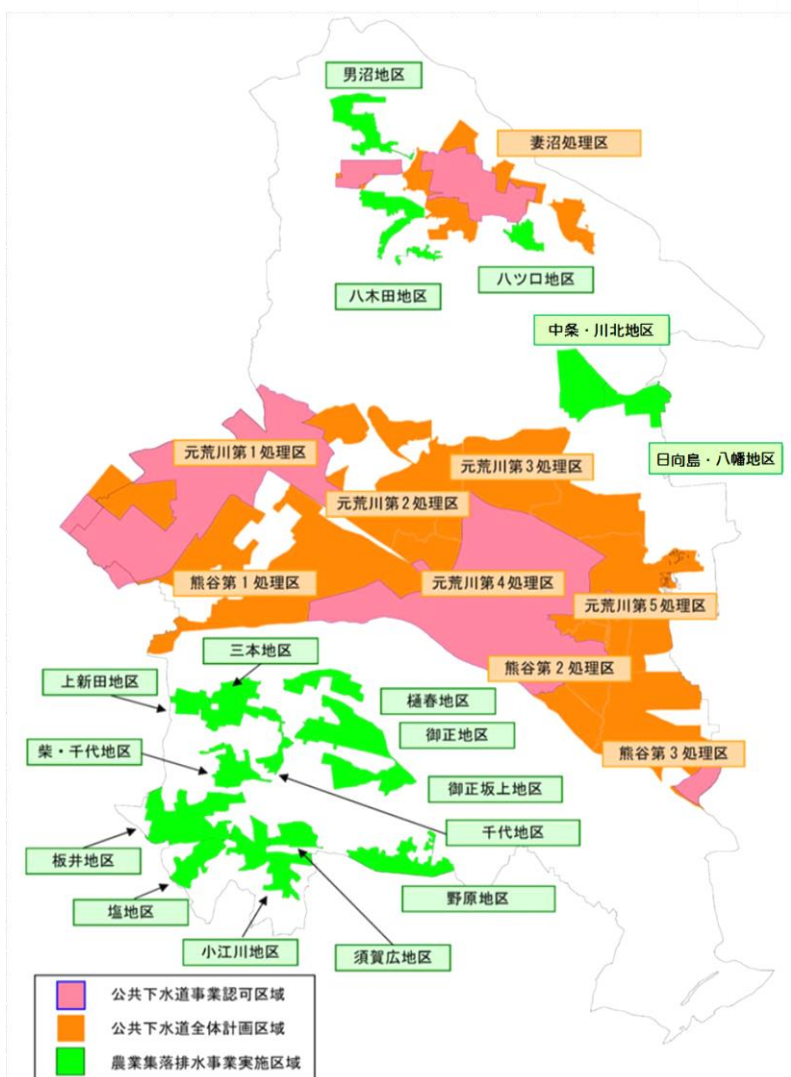 男沼地区
妻沼処理区
八ツ口地区
八木田地区
中条・川北地区
日向島・八幡地区
元荒川第1処理区
元荒川第3処理区
元荒川第2処理区
熊谷第1処理区
元荒川第4処理区
元荒川第5処理区
三本地区
熊谷第2処理区
上新田地区
樋春地区
御正地区
柴・千代地区
熊谷第3処理区
御正坂上地区
千代地区
板井地区
野原地区
塩地区
小江川地区
須賀広地区
公共下水道事業認可区域
公共下水道全体計画区域
農業集落排水事業実施区域